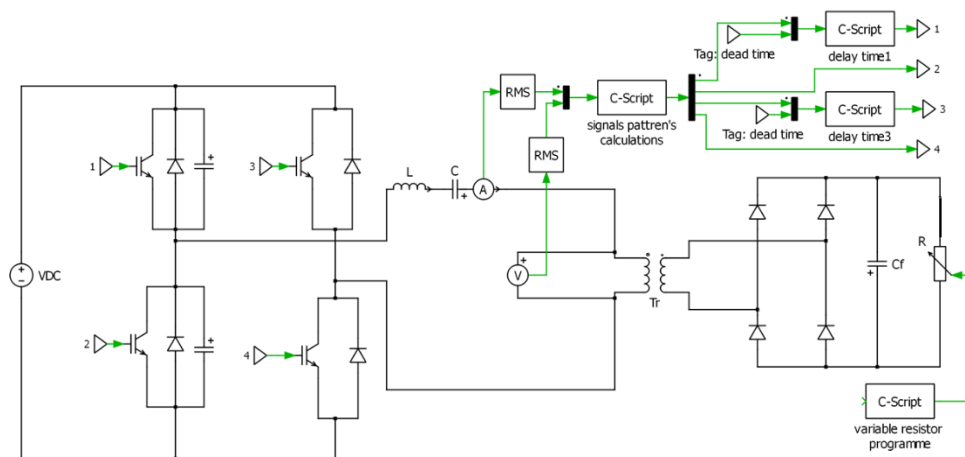 C-Script
delay time1
1
Tag: dead time
2
RMS
C-Script
signals pattren's
calculations
C-Script
delay time3
3
Tag: dead time
4
RMS
1
3
L
C
A
VDC
V
Tr
Cf
R
2
4
C-Script
variable resistor
programme